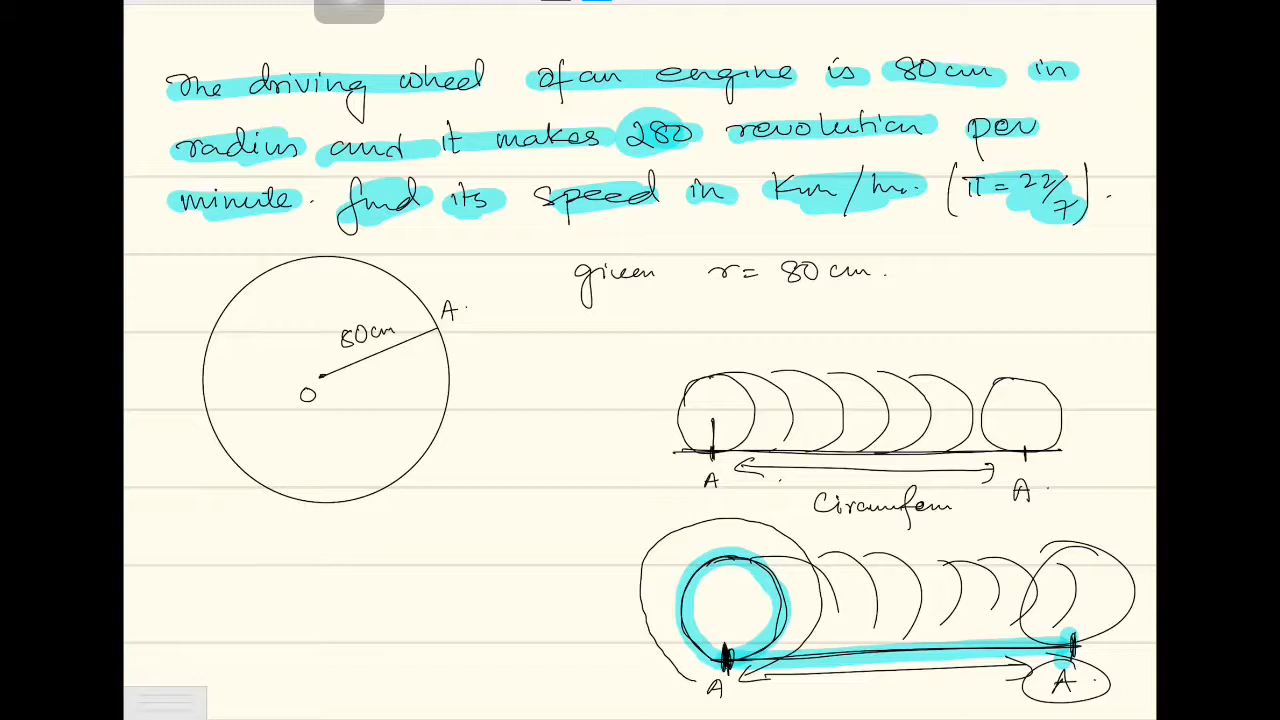 The driving wheel of an engine is 80 cm in
radius and it makes 280 revolution per
minute. find its speed in Km/hr. (π = 22/7).
given r = 80 cm.
A.
80cm
O
A A.
Circumfern
A A.